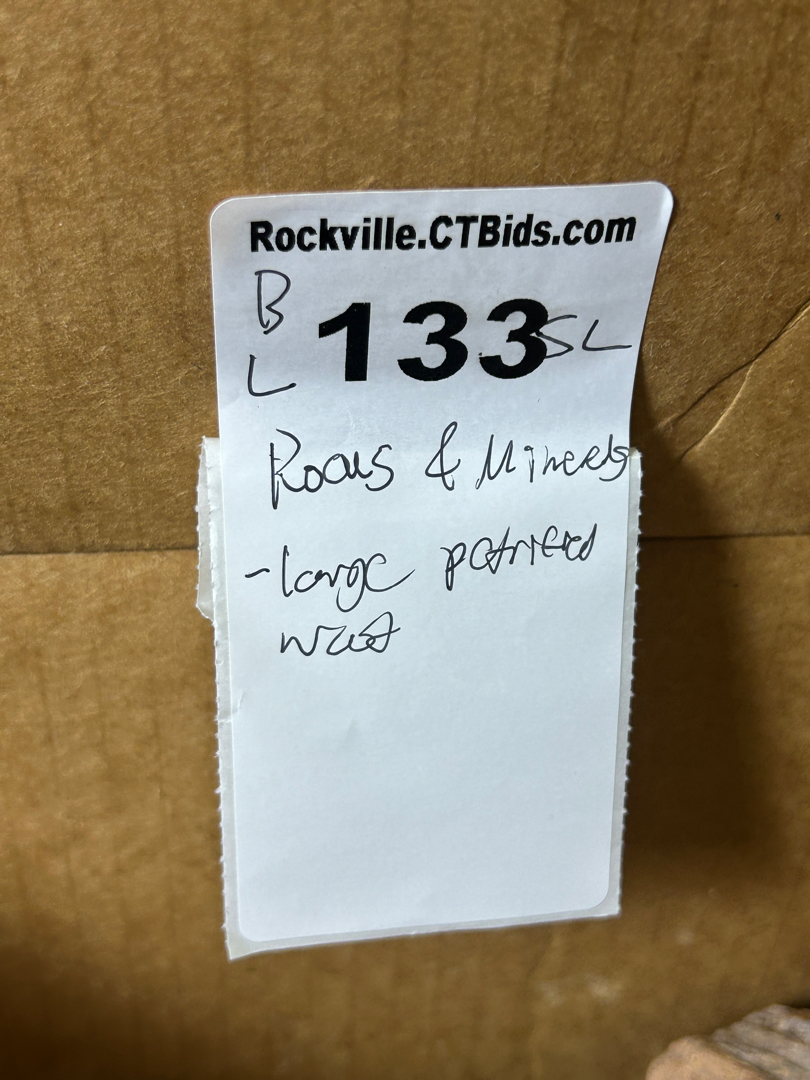 Rockville.CTBids.com
B
L 133 SL
Rocks & Minerals
-large petrified
wood